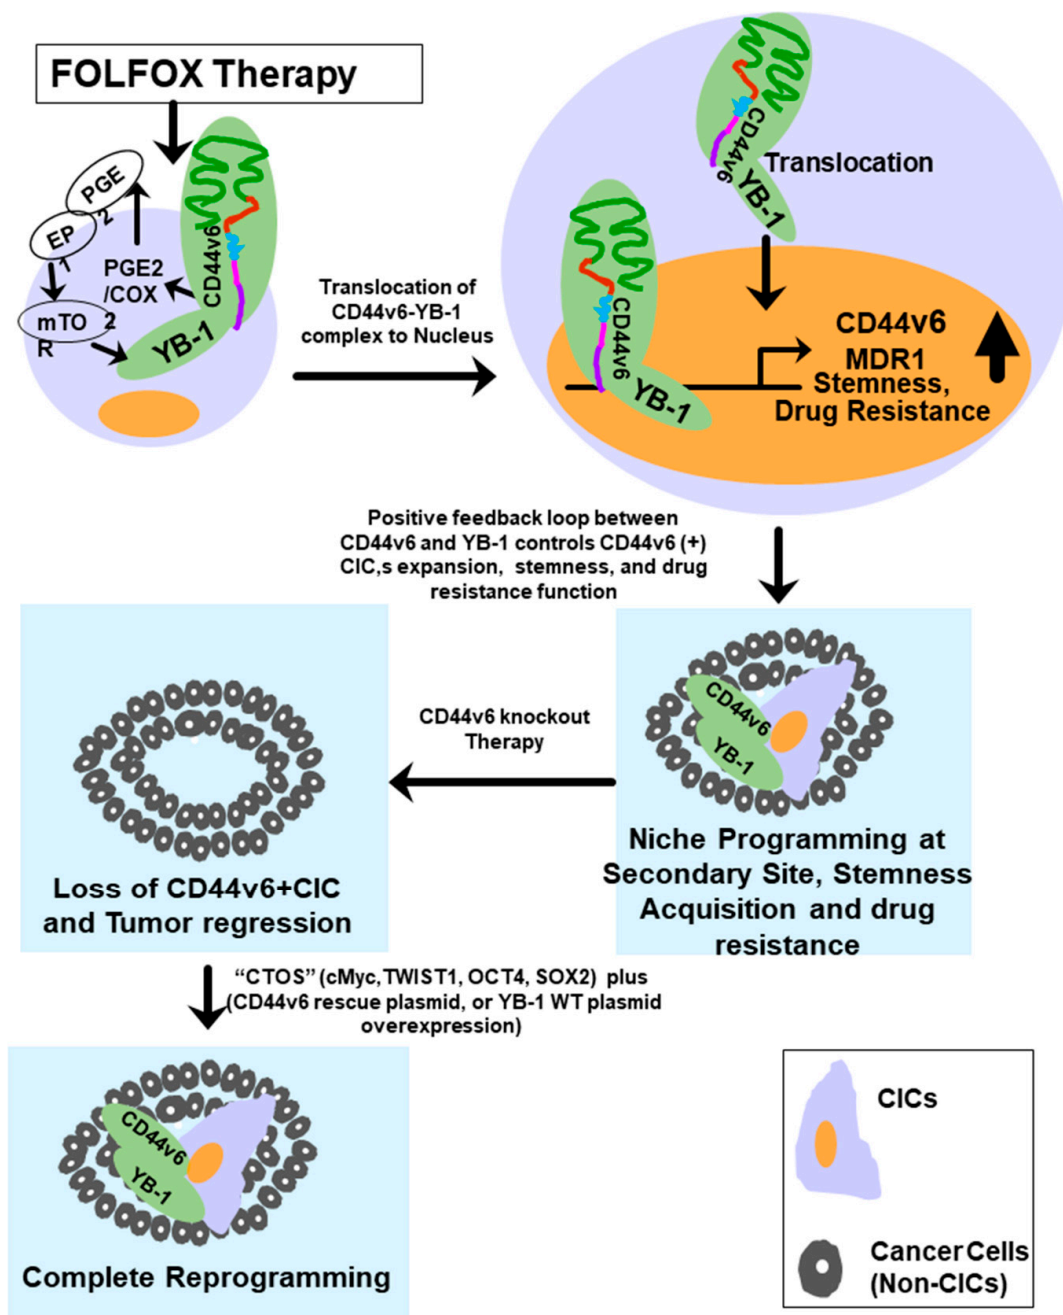 FOLFOX Therapy
PGE
2
EP
1
PGE2
/COX
2
mTO
R
CD44v6
YB-1
Translocation of
CD44v6-YB-1
complex to Nucleus
CD44v6
YB-1
Translocation
CD44v6
YB-1
CD44v6
MDR1
Stemness,
Drug Resistance
Positive feedback loop between
CD44v6 and YB-1 controls CD44v6 (+)
CIC,s expansion, stemness, and drug
resistance function
CD44v6
YB-1
Niche Programming at
Secondary Site, Stemness
Acquisition and drug
resistance
CD44v6 knockout
Therapy
Loss of CD44v6+CIC
and Tumor regression
“CTOS” (cMyc, TWIST1, OCT4, SOX2) plus
(CD44v6 rescue plasmid, or YB-1 WT plasmid
overexpression)
CD44v6
YB-1
Complete Reprogramming
CICs
Cancer Cells
(Non-CICs)